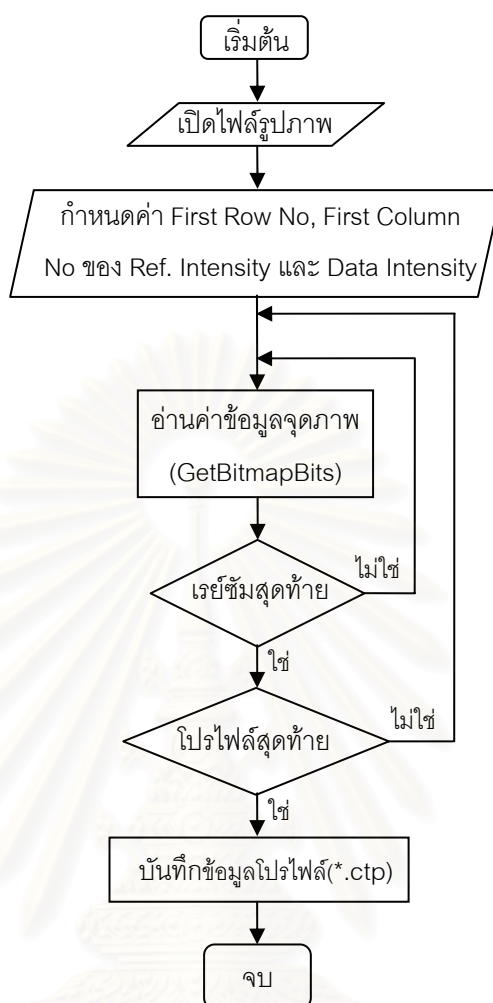 เริ่มต้น
เปิดไฟล์รูปภาพ
กำหนดค่า First Row No, First Column
No ของ Ref. Intensity และ Data Intensity
อ่านค่าข้อมูลจุดภาพ
(GetBitmapBits)
ไม่ใช่
เรย์ซัมสุดท้าย
ใช่
ไม่ใช่
โปรไฟล์สุดท้าย
ใช่
บันทึกข้อมูลโปรไฟล์(*.ctp)
จบ